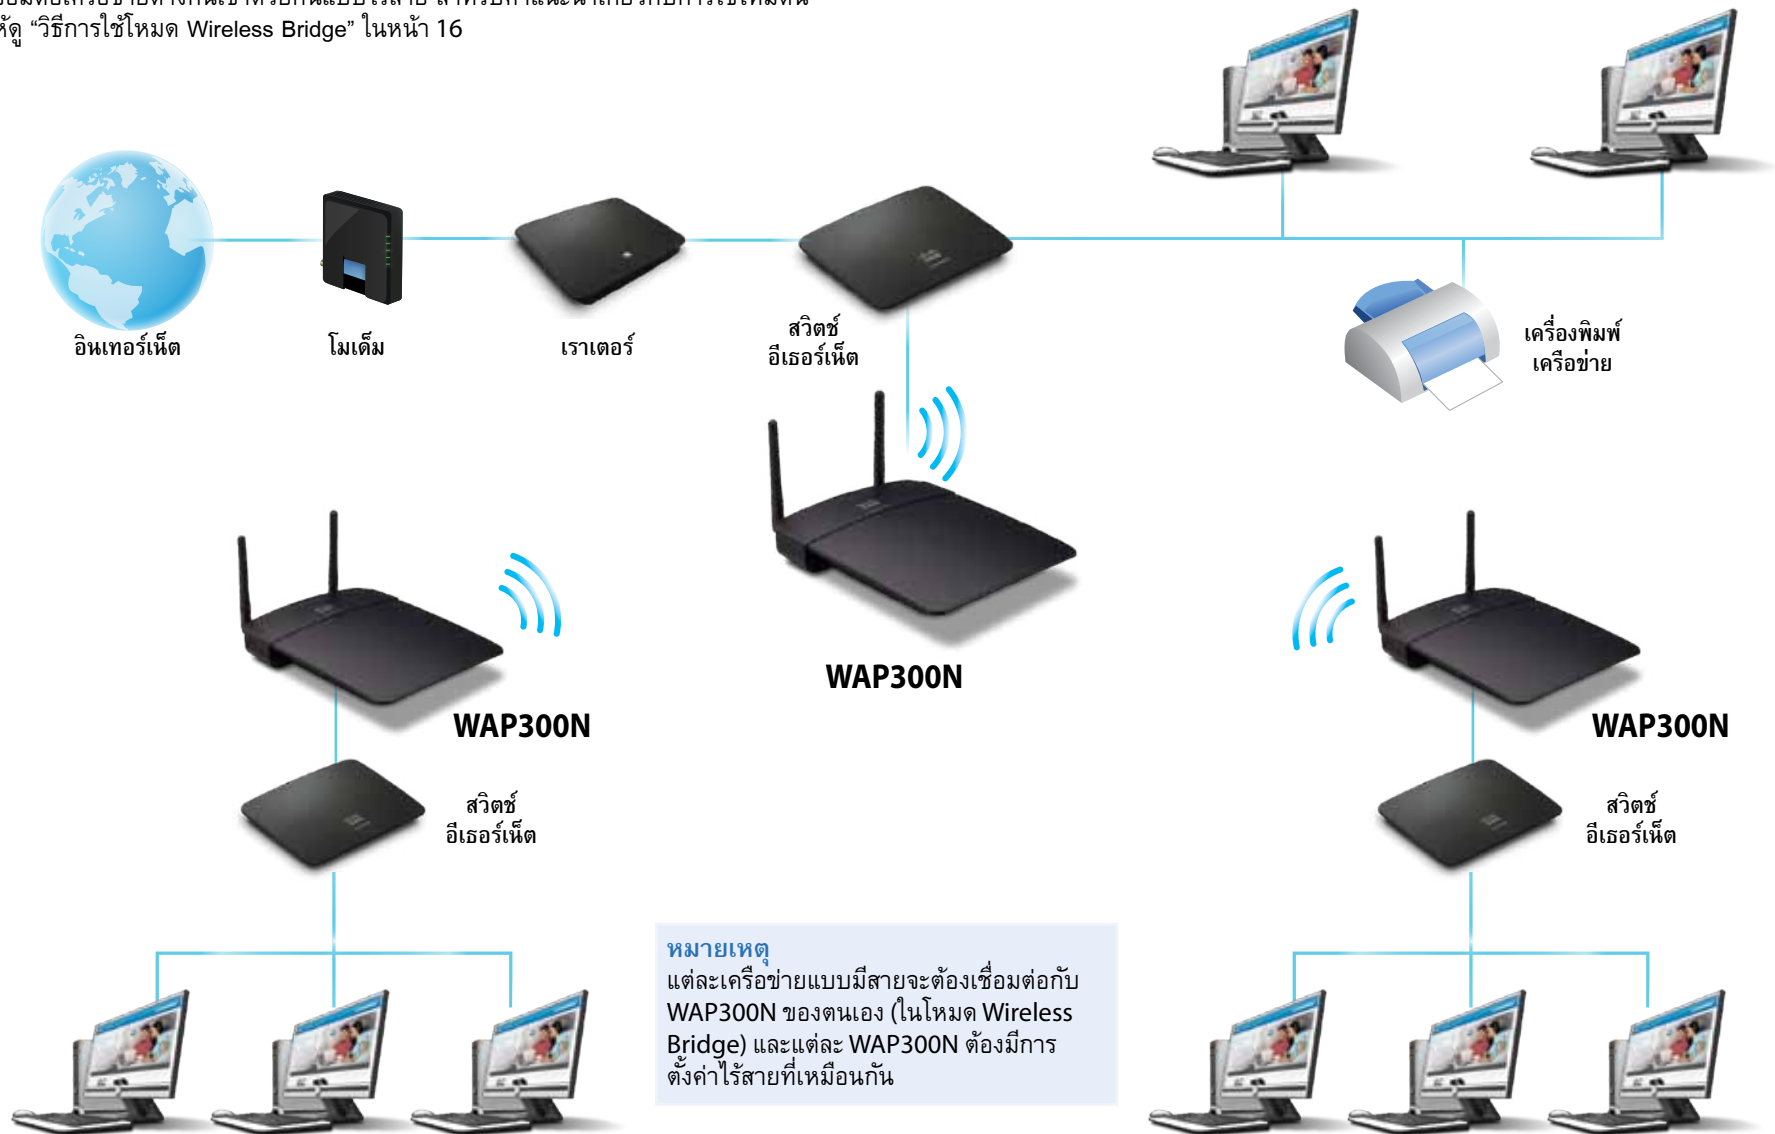 ให้ดู “วิธีการใช้โหมด Wireless Bridge” ในหน้า 16
อินเทอร์เน็ต
โมเด็ม
เราเตอร์
สวิตช์
อีเธอร์เน็ต
เครื่องพิมพ์
เครือข่าย
WAP300N
WAP300N
WAP300N
สวิตช์
อีเธอร์เน็ต
สวิตช์
อีเธอร์เน็ต
หมายเหตุ
แต่ละเครือข่ายแบบมีสายจะต้องเชื่อมต่อกับ
WAP300N ของตนเอง (ในโหมด Wireless
Bridge) และแต่ละ WAP300N ต้องมีการ
ตั้งค่าไร้สายที่เหมือนกัน